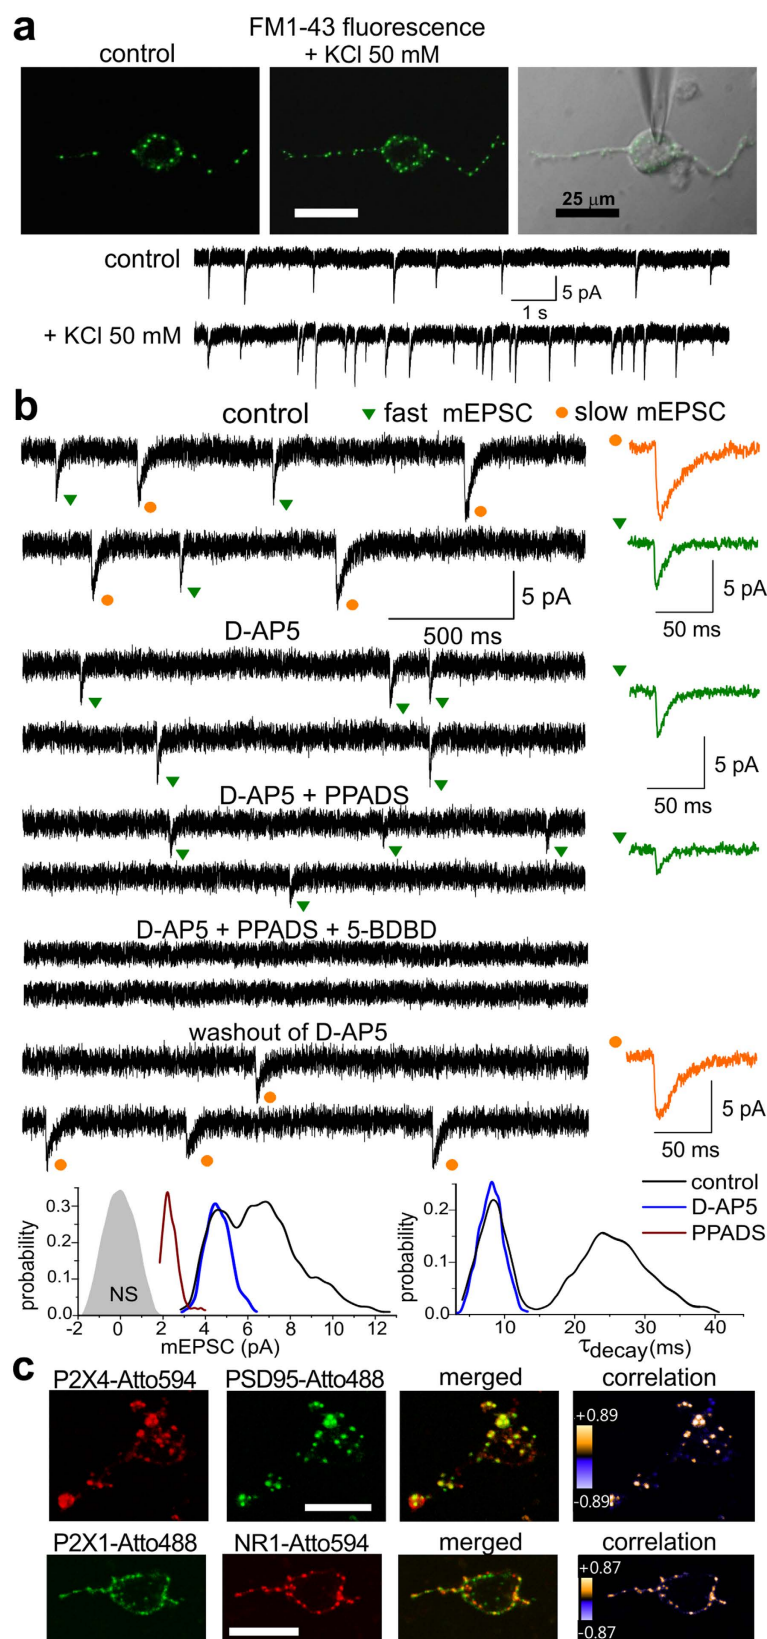 a
FM1-43 fluorescence
control + KCl 50 mM
25 μm
control
5 pA
1 s
+ KCl 50 mM
b
control fast mEPSC slow mEPSC
5 pA
500 ms
5 pA
50 ms
D-AP5
5 pA
50 ms
D-AP5 + PPADS
D-AP5 + PPADS + 5-BDBD
washout of D-AP5
5 pA
50 ms
control
D-AP5
PPADS
probability
0.3
0.2
0.1
0.0
NS
-2 0 2 4 6 8 10 12
mEPSC (pA)
probability
0.3
0.2
0.1
0.0
10 20 30 40
τdecay(ms)
c
P2X4-Atto594 PSD95-Atto488 merged correlation
+0.89
-0.89
P2X1-Atto488 NR1-Atto594 merged correlation
+0.87
-0.87